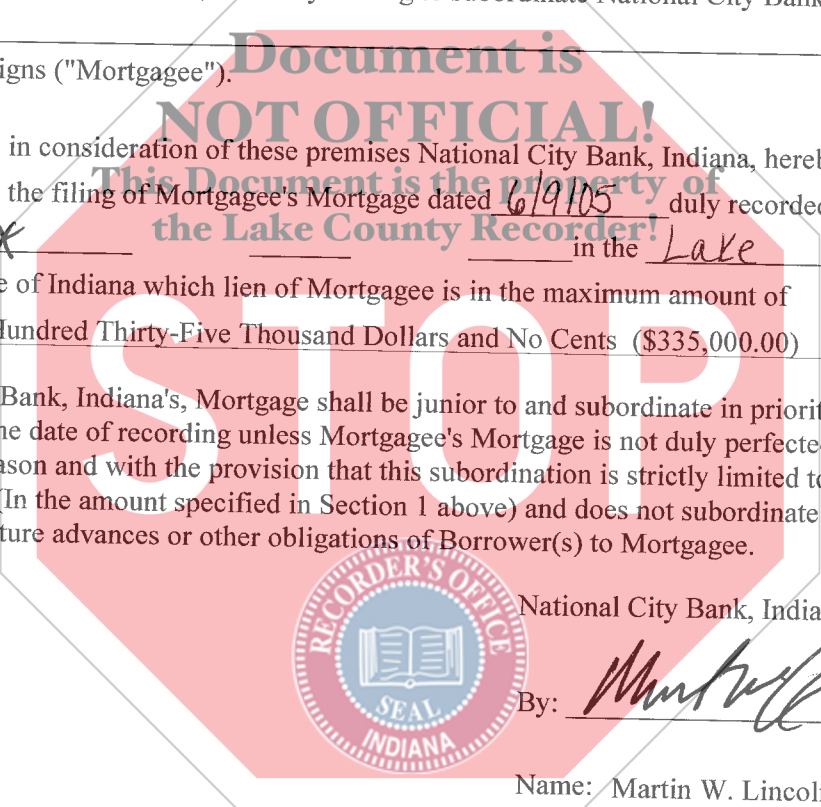 igns ("Mortgagee").
Document is
NOT OFFICIAL!
in consideration of these premises National City Bank, Indiana, hereb
This Document is the property of
the filing of Mortgagee's Mortgage dated 6/9/05 duly recorded
the Lake County Recorder!
in the Lake
e of Indiana which lien of Mortgagee is in the maximum amount of
Hundred Thirty-Five Thousand Dollars and No Cents ($335,000.00)
STOP
Bank, Indiana's, Mortgage shall be junior to and subordinate in priorit
he date of recording unless Mortgagee's Mortgage is not duly perfecte
ason and with the provision that this subordination is strictly limited to
(In the amount specified in Section 1 above) and does not subordinate
ture advances or other obligations of Borrower(s) to Mortgagee.
RECORDER'S OFFICE
SEAL
INDIANA
National City Bank, India
By:
Name: Martin W. Lincol